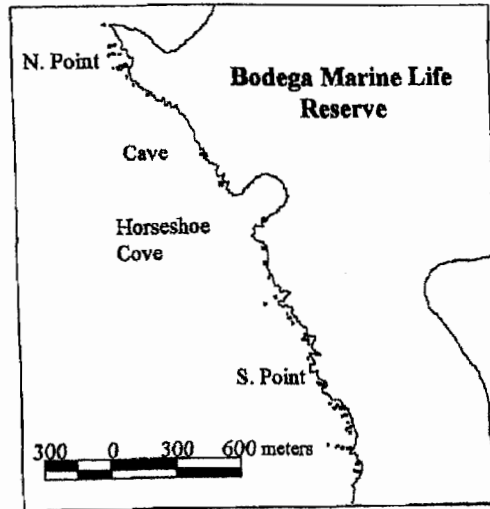 N. Point
Bodega Marine Life
Reserve
Cave
Horseshoe
Cove
S. Point
300 0 300 600 meters